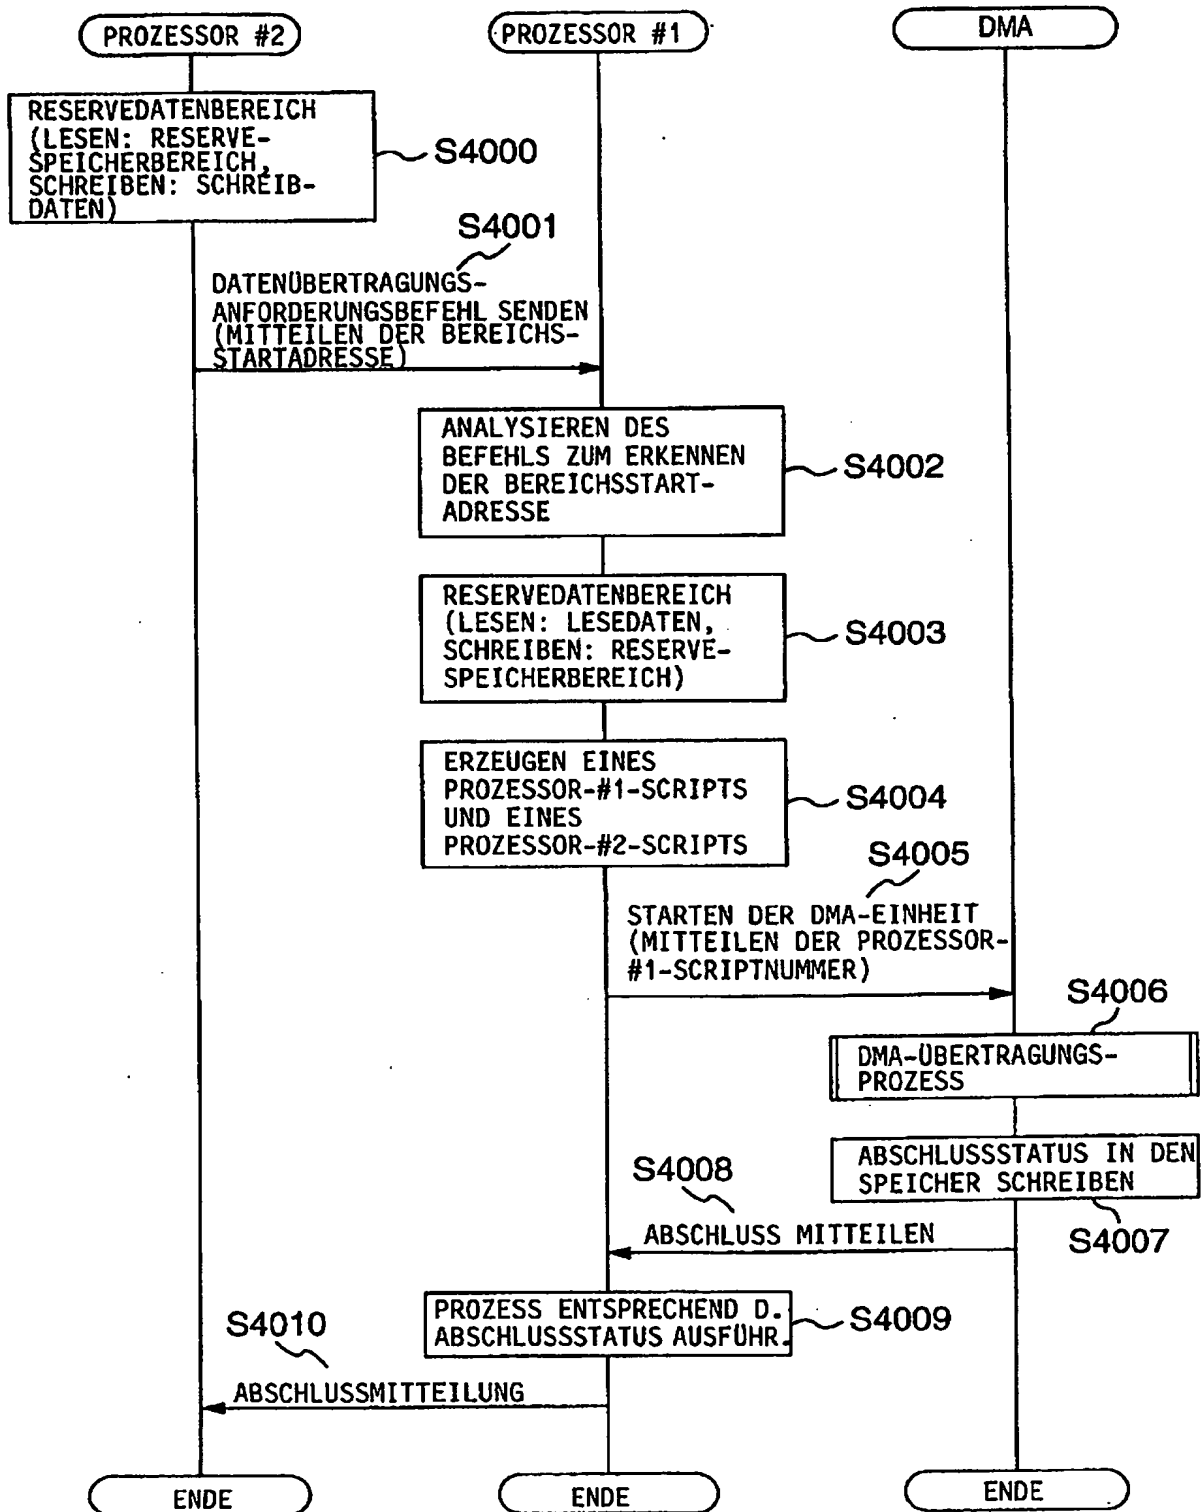 PROZESSOR #2
PROZESSOR #1
DMA
RESERVEDATENBEREICH
(LESEN: RESERVE-
SPEICHERBEREICH,
SCHREIBEN: SCHREIB-
DATEN)
S4000
S4001
DATENÜBERTRAGUNGS-
ANFORDERUNGSBEFEHL SENDEN
(MITTEILEN DER BEREICHS-
STARTADRESSE)
ANALYSIEREN DES
BEFEHLS ZUM ERKENNEN
DER BEREICHSSTART-
ADRESSE
S4002
RESERVEDATENBEREICH
(LESEN: LESEDATEN,
SCHREIBEN: RESERVE-
SPEICHERBEREICH)
S4003
ERZEUGEN EINES
PROZESSOR-#1-SCRIPTS
UND EINES
PROZESSOR-#2-SCRIPTS
S4004
S4005
STARTEN DER DMA-EINHEIT
(MITTEILEN DER PROZESSOR-
#1-SCRIPTNUMMER)
S4006
DMA-ÜBERTRAGUNGS-
PROZESS
ABSCHLUSSSTATUS IN DEN
SPEICHER SCHREIBEN
S4007
S4008
ABSCHLUSS MITTEILEN
PROZESS ENTSPRECHEND D.
ABSCHLUSSSTATUS AUSFÜHR.
S4009
S4010
ABSCHLUSSMITTEILUNG
ENDE
ENDE
ENDE